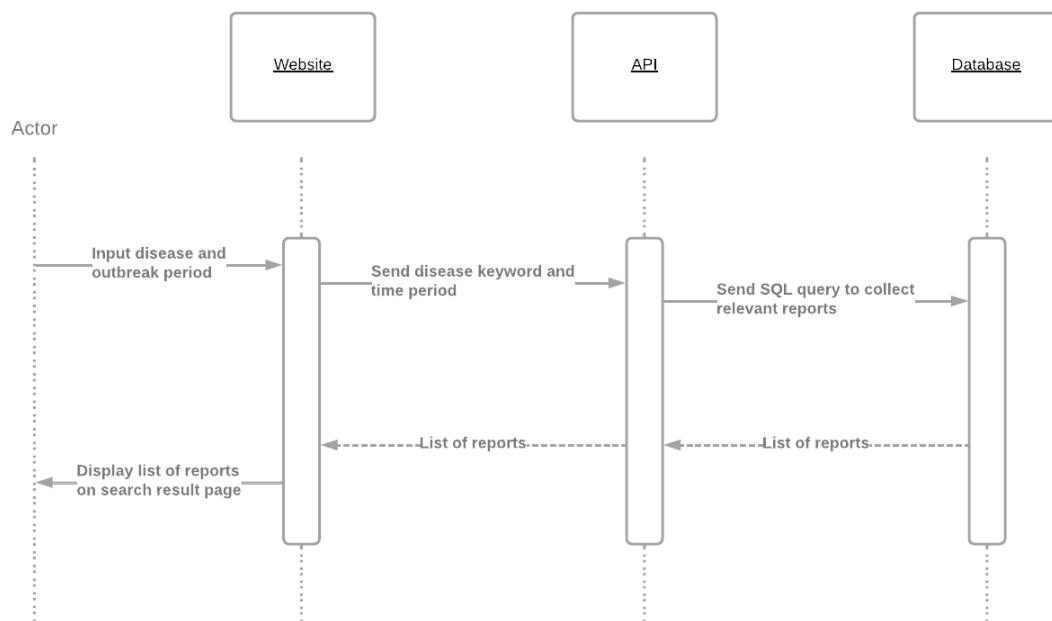 Website
API
Database
Actor
Input disease and
outbreak period
Send disease keyword and
time period
Send SQL query to collect
relevant reports
List of reports
List of reports
Display list of reports
on search result page